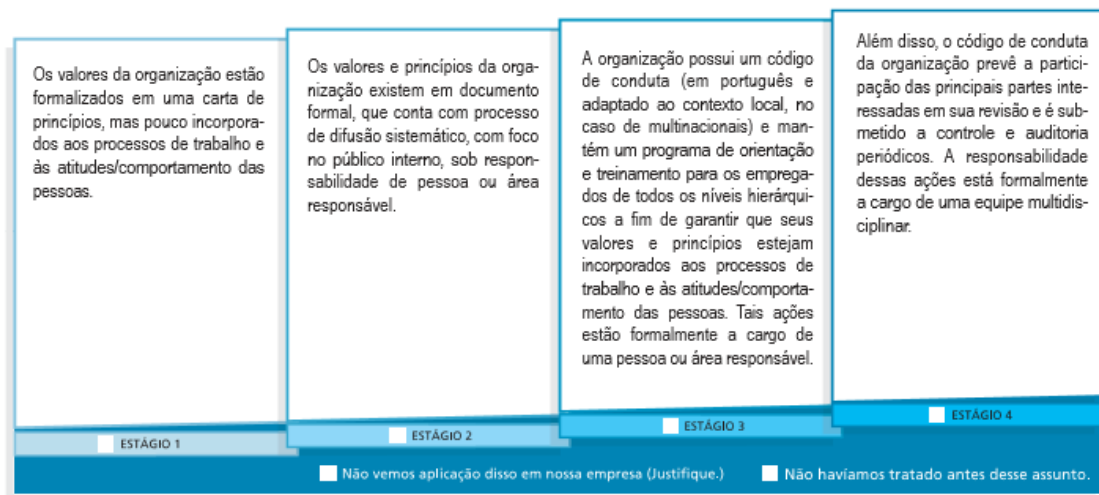 Os valores da organização estão
formalizados em uma carta de
princípios, mas pouco incorpora-
dos aos processos de trabalho e
às atitudes/comportamento das
pessoas.
ESTÁGIO 1
Os valores e princípios da orga-
nização existem em documento
formal, que conta com processo
de difusão sistemático, com foco
no público interno, sob respon-
sabilidade de pessoa ou área
responsável.
ESTÁGIO 2
A organização possui um código
de conduta (em português e
adaptado ao contexto local, no
caso de multinacionais) e man-
tém um programa de orientação
e treinamento para os emprega-
dos de todos os níveis hierárqui-
cos a fim de garantir que seus
valores e princípios estejam
incorporados aos processos de
trabalho e às atitudes/comporta-
mento das pessoas. Tais ações
estão formalmente a cargo de
uma pessoa ou área responsável.
ESTÁGIO 3
Além disso, o código de conduta
da organização prevê a partici-
pação das principais partes inte-
ressadas em sua revisão e é sub-
metido a controle e auditoria
periódicos. A responsabilidade
dessas ações está formalmente
a cargo de uma equipe multidis-
ciplinar.
ESTÁGIO 4
Não vemos aplicação disso em nossa empresa (Justifique.)
Não havíamos tratado antes desse assunto.